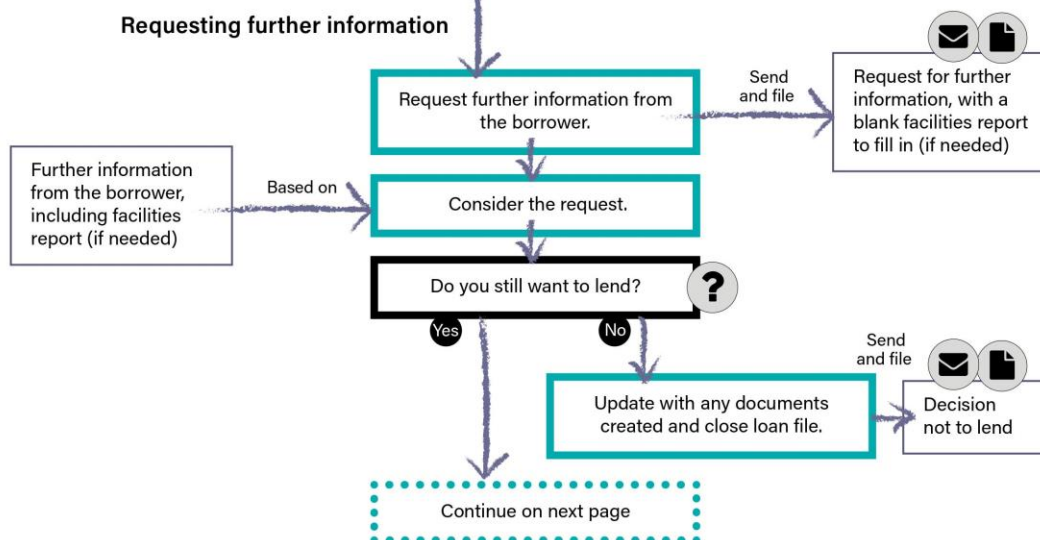 Requesting further information
Request further information from
the borrower.
Send
and file
Request for further
information, with a
blank facilities report
to fill in (if needed)
Further information
from the borrower,
including facilities
report (if needed)
Based on
Consider the request.
Do you still want to lend?
?
Yes
No
Update with any documents
created and close loan file.
Send
and file
Decision
not to lend
Continue on next page